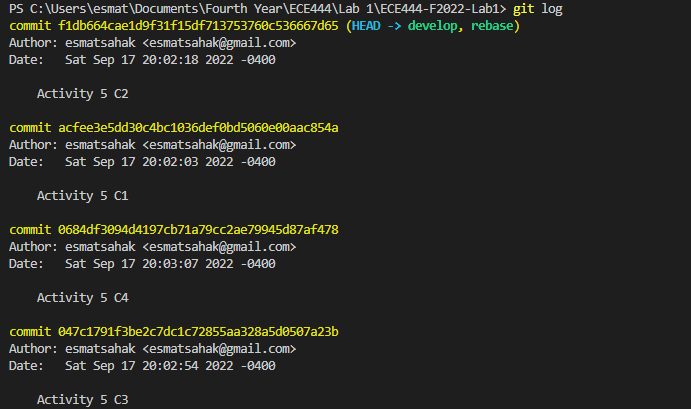 PS C:\Users\esmat\Documents\Fourth Year\ECE444\Lab 1\ECE444-F2022-Lab1> git log
commit f1db664cae1d9f31f15df713753760c536667d65 (HEAD -> develop, rebase)
Author: esmatsahak <esmatsahak@gmail.com>
Date:   Sat Sep 17 20:02:18 2022 -0400
    Activity 5 C2
commit acfee3e5dd30c4bc1036def0bd5060e00aac854a
Author: esmatsahak <esmatsahak@gmail.com>
Date:   Sat Sep 17 20:02:03 2022 -0400
    Activity 5 C1
commit 0684df3094d4197cb71a79cc2ae79945d87af478
Author: esmatsahak <esmatsahak@gmail.com>
Date:   Sat Sep 17 20:03:07 2022 -0400
    Activity 5 C4
commit 047c1791f3be2c7dc1c72855aa328a5d0507a23b
Author: esmatsahak <esmatsahak@gmail.com>
Date:   Sat Sep 17 20:02:54 2022 -0400
    Activity 5 C3